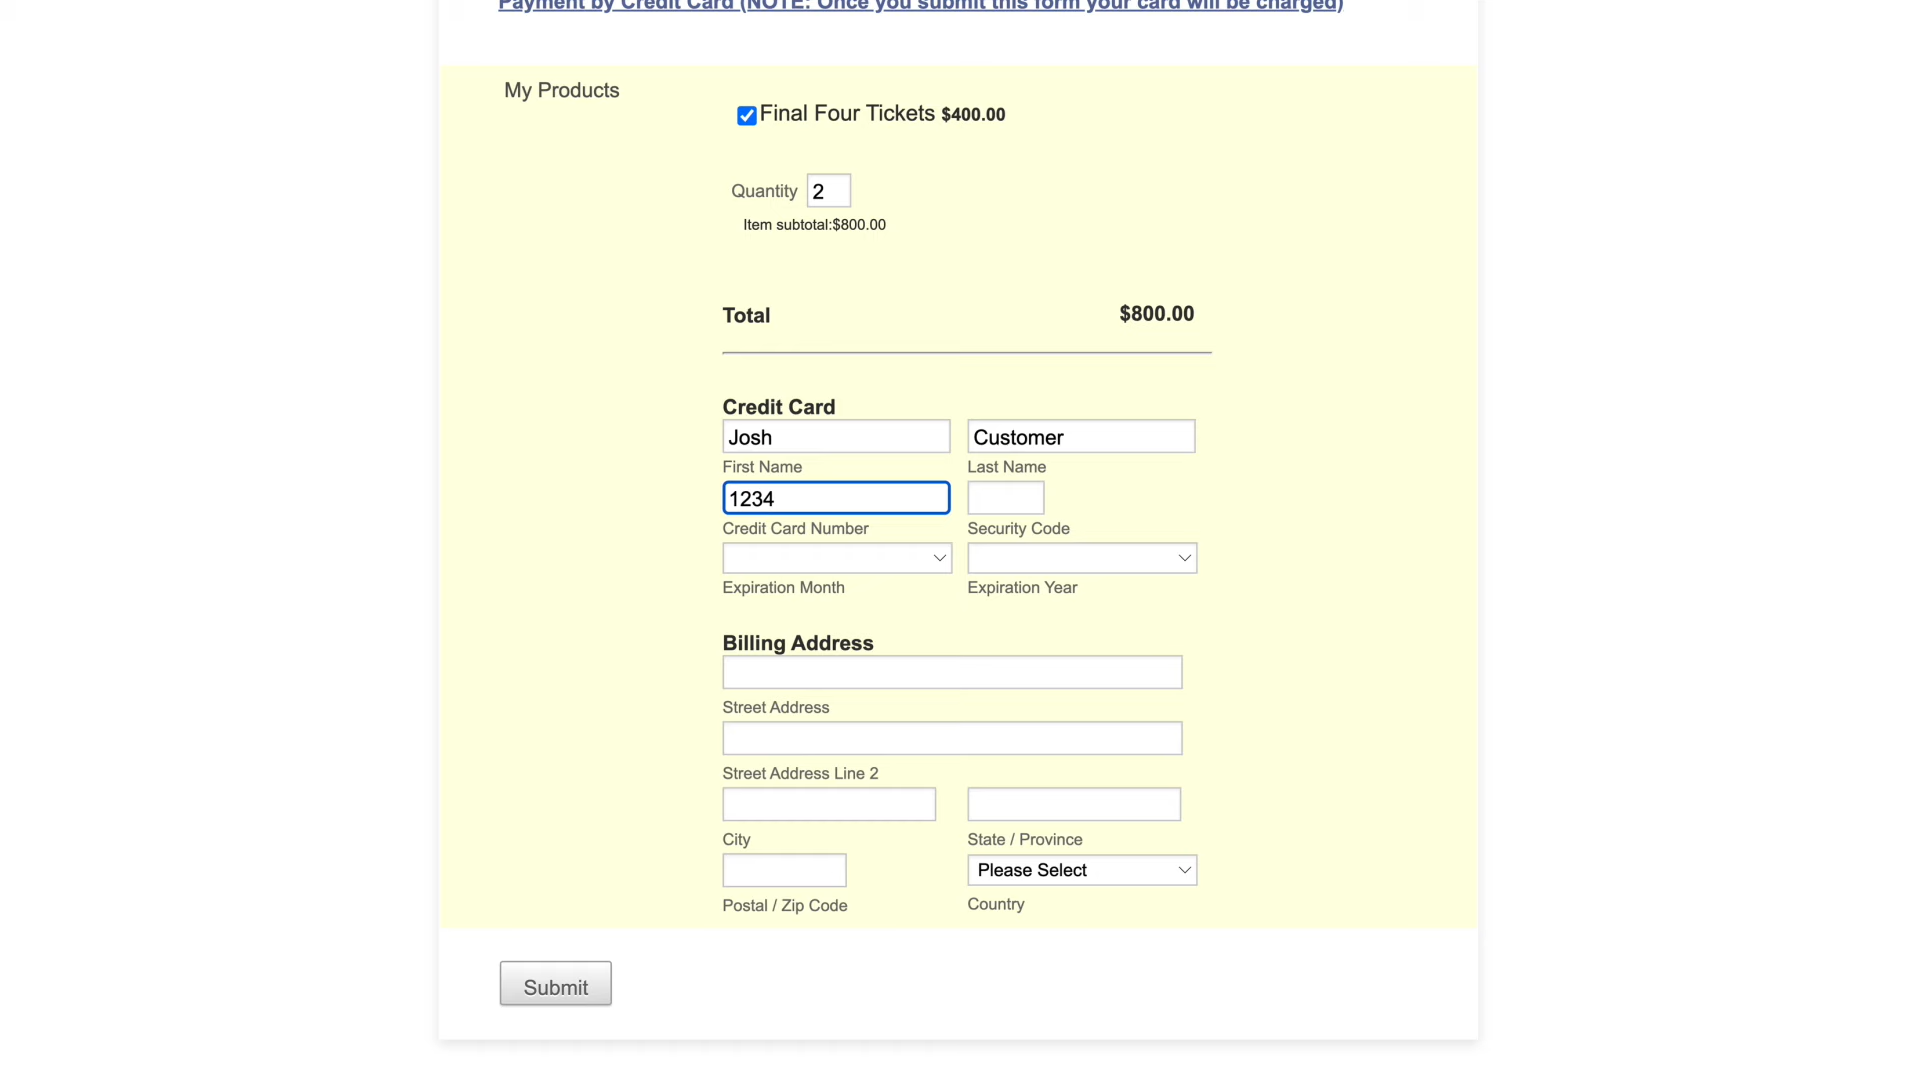 Payment by Credit Card (NOTE: Once you submit this form your card will be charged)
My Products
Final Four Tickets $400.00
Quantity 2
Item subtotal:$800.00
Total $800.00
Credit Card
Josh Customer
First Name Last Name
1234
Credit Card Number Security Code
Expiration Month Expiration Year
Billing Address
Street Address
Street Address Line 2
City State / Province
Please Select
Postal / Zip Code Country
Submit